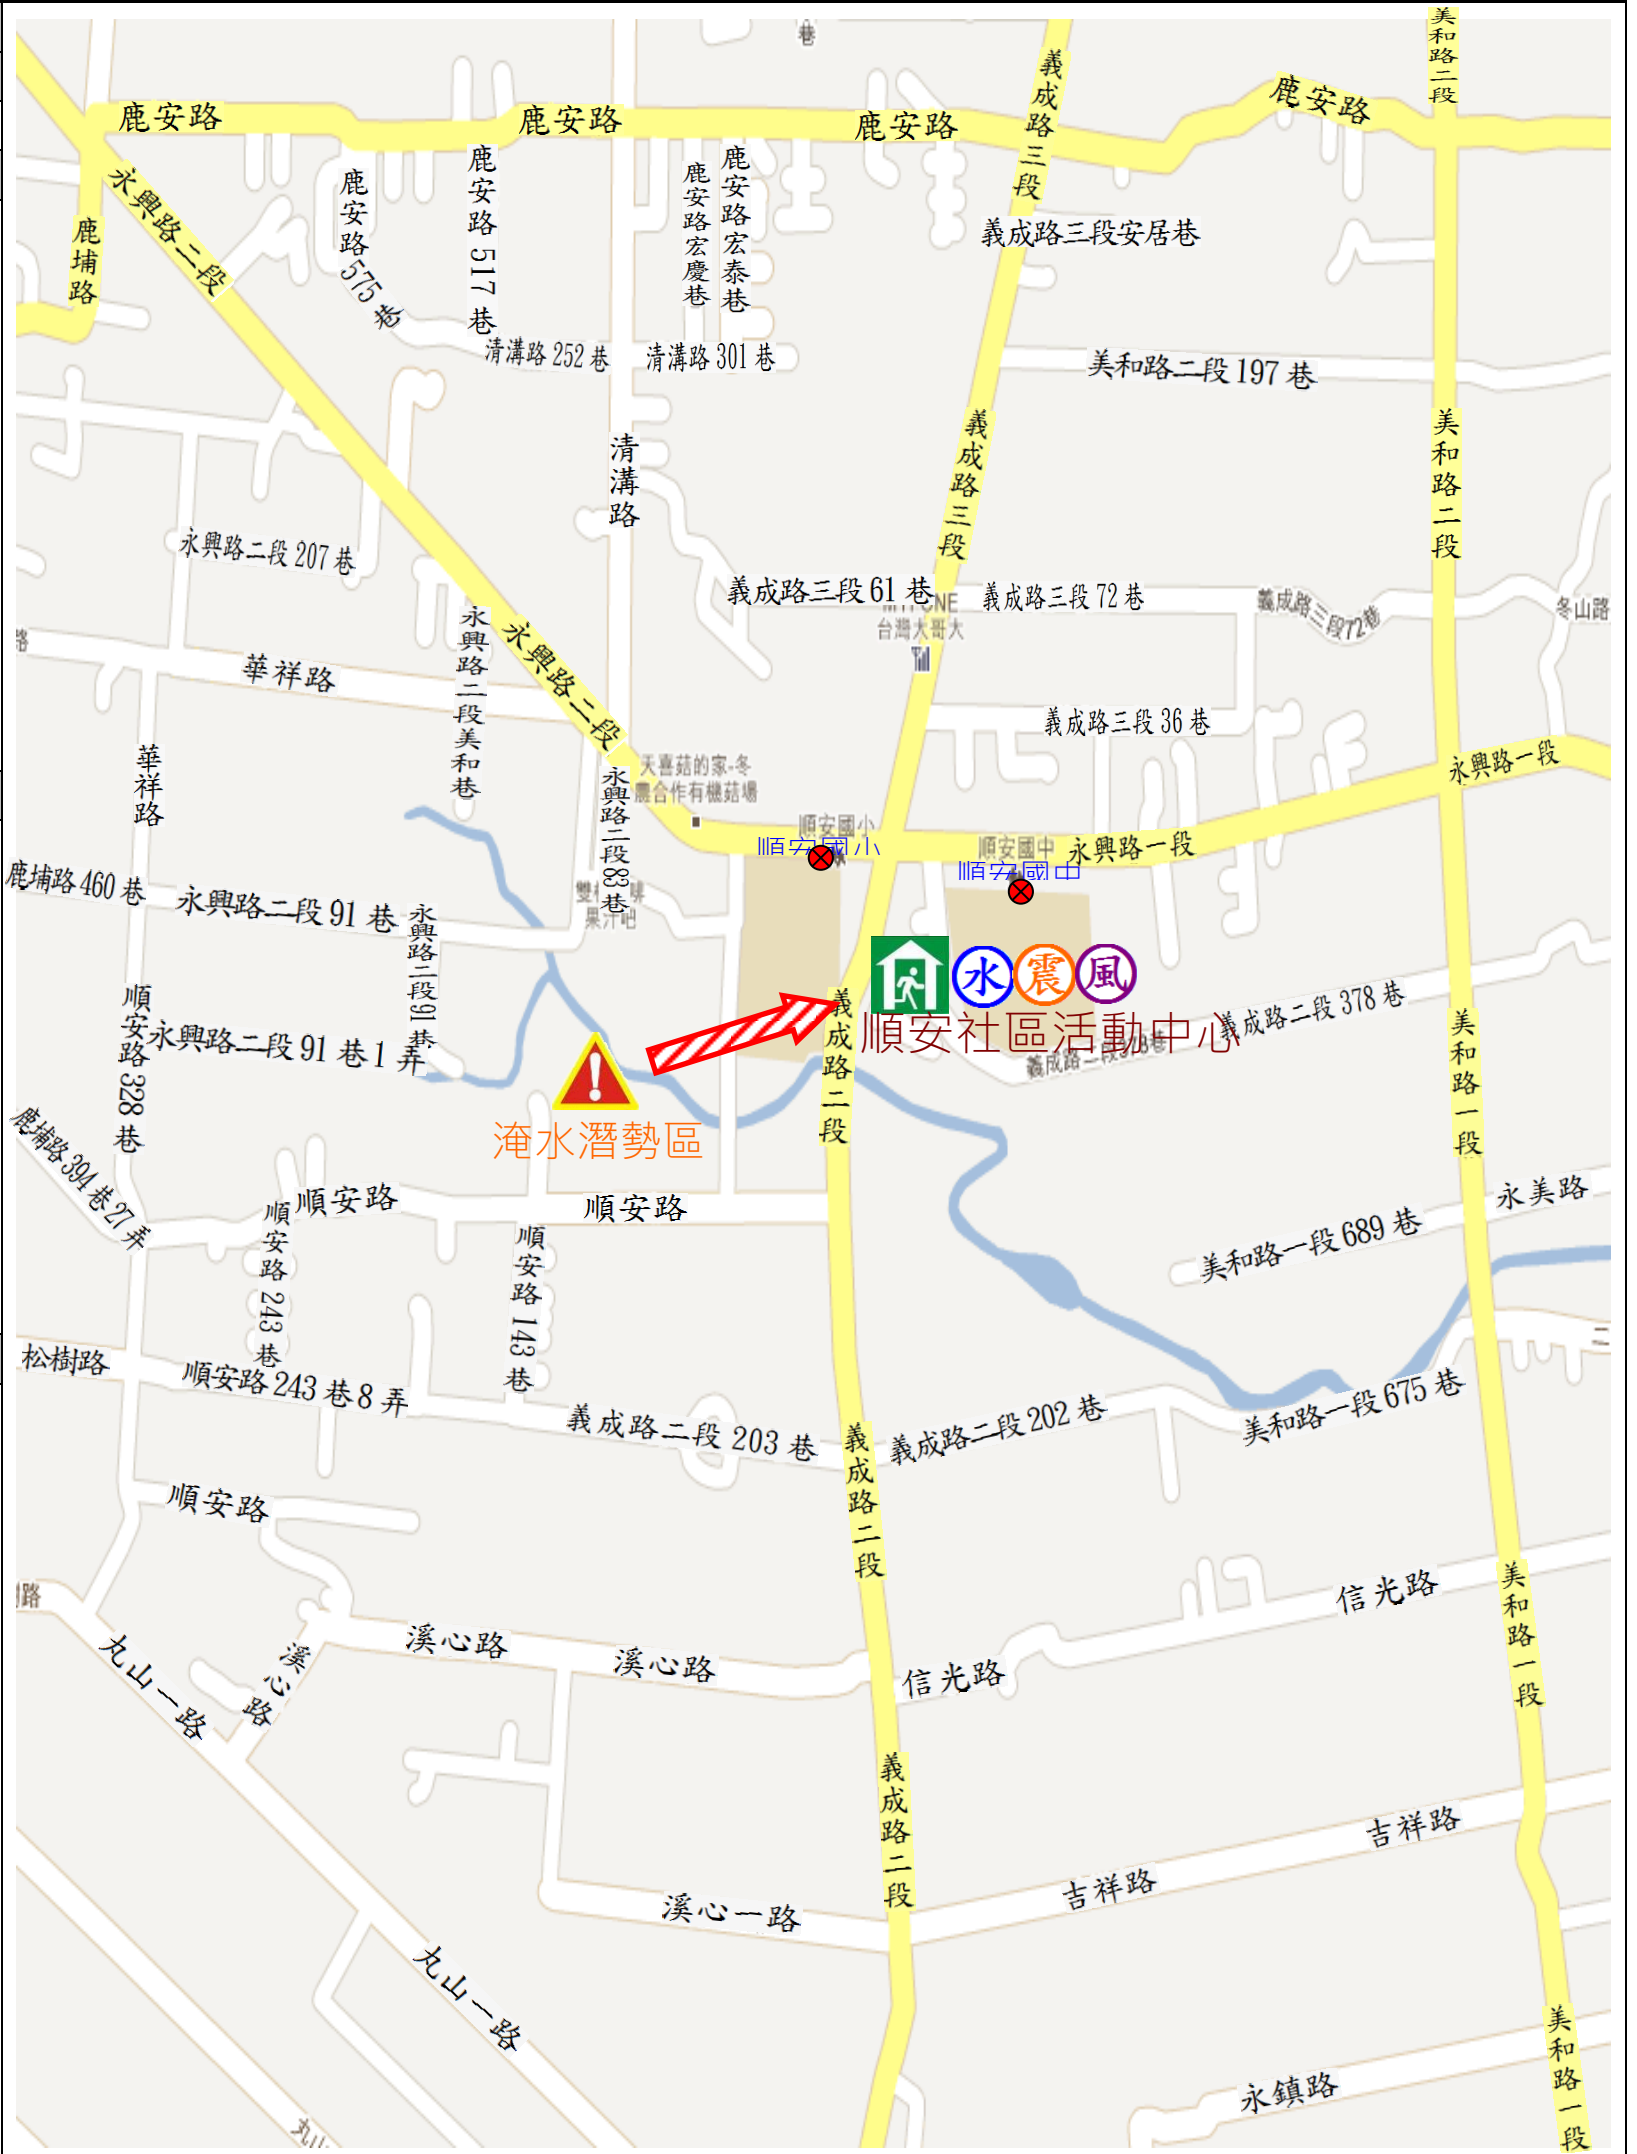 巷
美和路二段
義成路三段
鹿安路
鹿安路
鹿安路
鹿安路
永興路二段
鹿埔路
鹿安路575巷
鹿安路517巷
鹿安路宏慶巷
鹿安路宏泰巷
義成路三段安居巷
清溝路252巷
清溝路301巷
美和路二段197巷
清溝路
義成路三段
美和路二段
永興路二段207巷
義成路三段61巷
義成路三段72巷
義成路三段72巷
冬山路
台灣大哥大
路
華祥路
永興路二段美和巷
永興路二段
義成路三段36巷
華祥路
天喜菇的家-冬
農合作有機菇場
永興路一段
永興路二段83巷
順安國小
順安國小
順安國中
順安國中
永興路一段
鹿埔路460巷
永興路二段91巷
永興路二段91巷
果汁吧
水
震
風
順安社區活動中心
義成路二段378巷
義成路二段378巷
順安路328巷
永興路二段91巷1弄
義成路二段
美和路一段
淹水潛勢區
鹿埔路394巷27弄
順安路
順安路
順安路243巷
順安路143巷
永美路
美和路一段689巷
松樹路
順安路243巷8弄
義成路二段203巷
義成路二段
義成路二段202巷
美和路一段675巷
順安路
路
信光路
美和路一段
丸山一路
溪心路
溪心路
溪心路
信光路
義成路二段
吉祥路
吉祥路
溪心一路
丸山一路
美和路一段
永鎮路
丸山